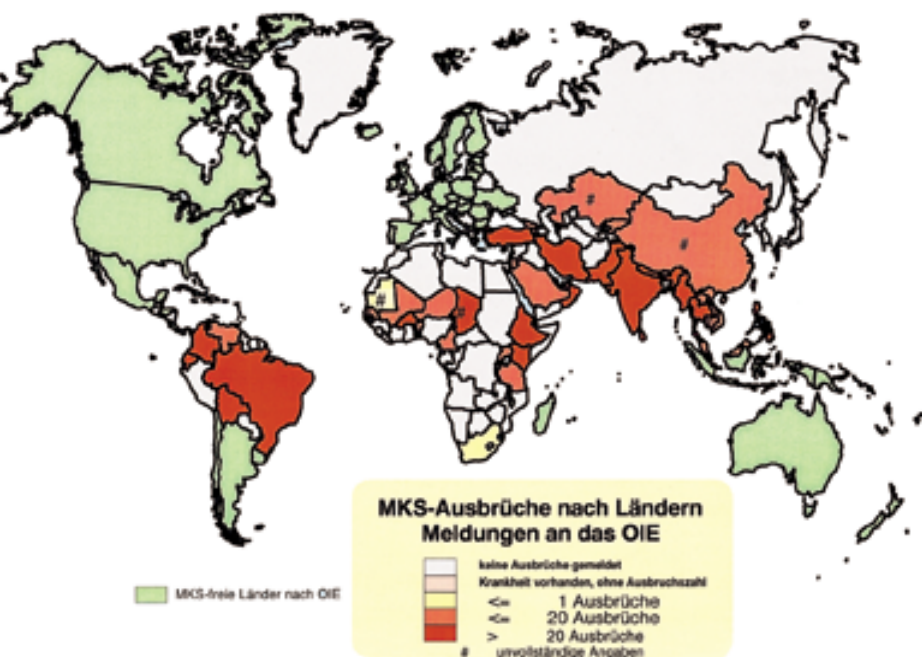 #
#
#
#
MKS-Ausbrüche nach Ländern
Meldungen an das OIE
keine Ausbrüche gemeldet
Krankheit vorhanden, ohne Ausbruchszahl
<= 1 Ausbrüche
<= 20 Ausbrüche
> 20 Ausbrüche
# unvollständige Angaben
MKS-freie Länder nach OIE